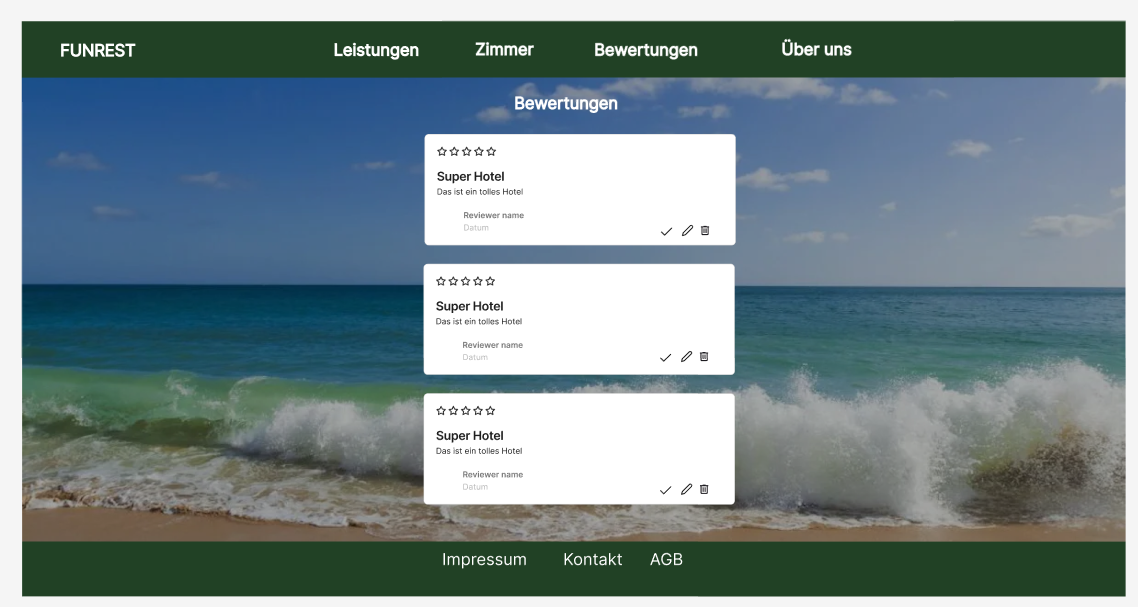 FUNREST Leistungen Zimmer Bewertungen Über uns
Bewertungen
Super Hotel
Das ist ein tolles Hotel
Reviewer name
Datum
Super Hotel
Das ist ein tolles Hotel
Reviewer name
Datum
Super Hotel
Das ist ein tolles Hotel
Reviewer name
Datum
Impressum Kontakt AGB